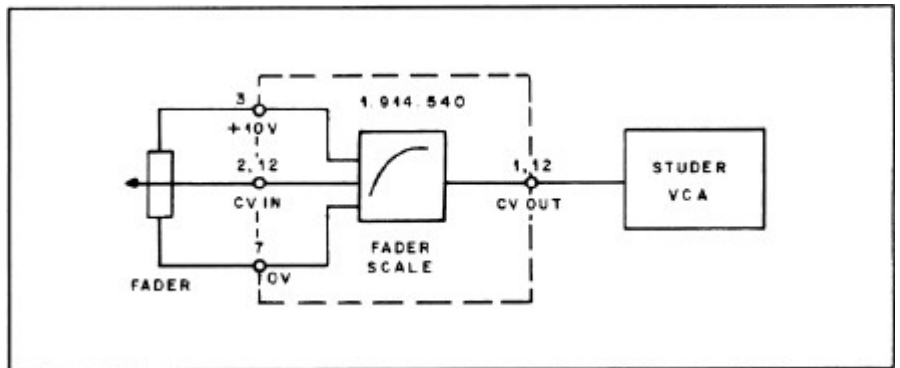 3
+10V
1.914.540
2,12
CV IN
1,12
CV OUT
STUDER
VCA
7
0V
FADER
FADER
SCALE